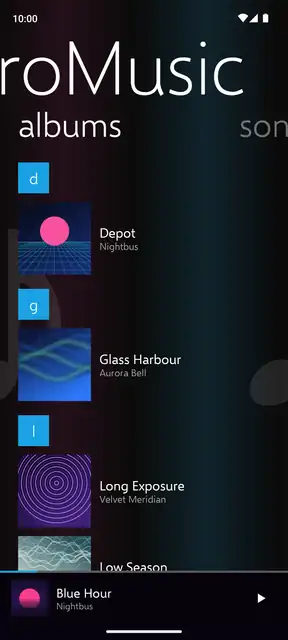 10:00
roMusic
albums
son
d
Depot
Nightbus
g
Glass Harbour
Aurora Bell
l
Long Exposure
Velvet Meridian
Low Season
Blue Hour
Nightbus